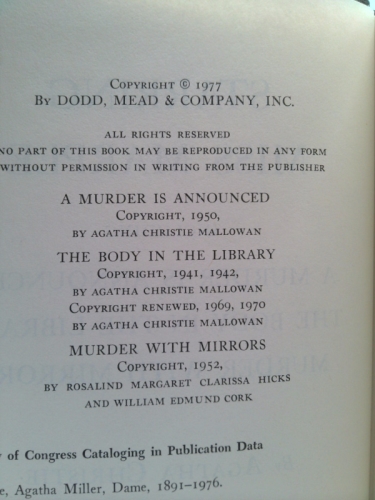 COPYRIGHT © 1977
BY DODD, MEAD & COMPANY, INC.
ALL RIGHTS RESERVED
NO PART OF THIS BOOK MAY BE REPRODUCED IN ANY FORM
WITHOUT PERMISSION IN WRITING FROM THE PUBLISHER
A MURDER IS ANNOUNCED
COPYRIGHT, 1950,
BY AGATHA CHRISTIE MALLOWAN
THE BODY IN THE LIBRARY
COPYRIGHT, 1941, 1942,
BY AGATHA CHRISTIE MALLOWAN
COPYRIGHT RENEWED, 1969, 1970
BY AGATHA CHRISTIE MALLOWAN
MURDER WITH MIRRORS
COPYRIGHT, 1952,
BY ROSALIND MARGARET CLARISSA HICKS
AND WILLIAM EDMUND CORK
of Congress Cataloging in Publication Data
Agatha Miller, Dame, 1891-1976.